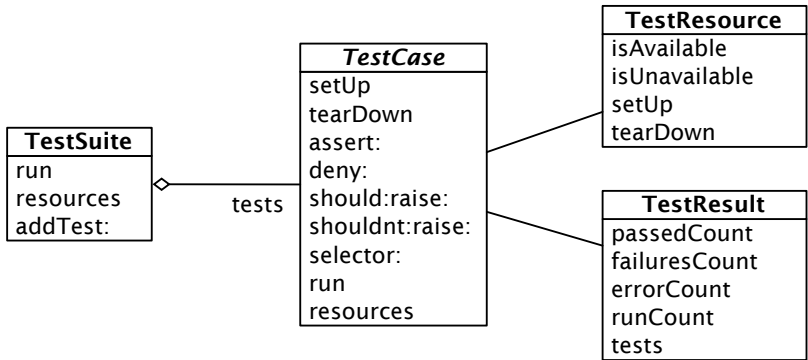 TestSuite
run
resources
addTest:
tests
TestCase
setUp
tearDown
assert:
deny:
should:raise:
shouldnt:raise:
selector:
run
resources
TestResource
isAvailable
isUnavailable
setUp
tearDown
TestResult
passedCount
failuresCount
errorCount
runCount
tests